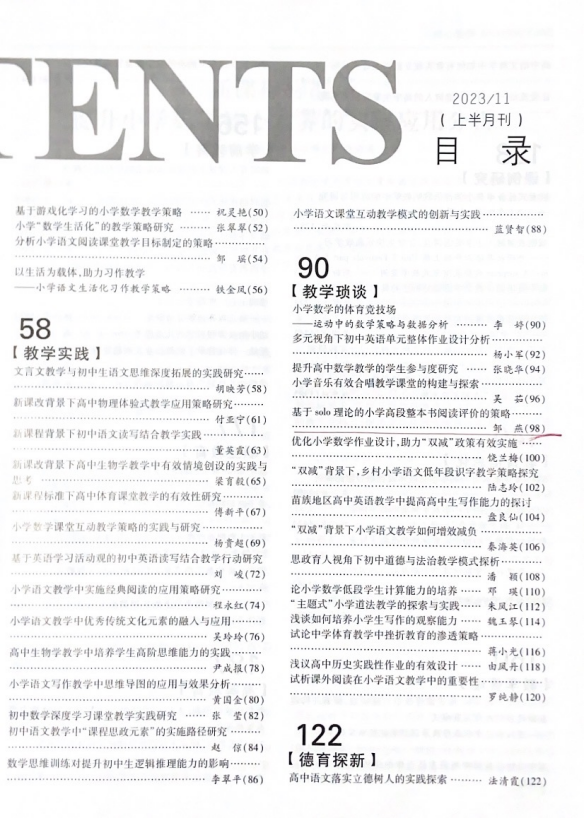 TENTS
2023/11
（上半月刊）
目 录
基于游戏化学习的小学数学教学策略 …… 祝灵艳(50)
小学“数学生活化”的教学策略研究 …… 张翠翠(52)
分析小学语文阅读课堂教学目标制定的策略………
………………………………………… 邹 瑶(54)
以生活为载体,助力习作教学
——小学语文生活化习作教学策略 …… 铁金凤(56)
58
【教学实践】
文言文教学与初中生语文思维深度拓展的实践研究……
………………………………………… 胡映芳(58)
新课改背景下高中物理体验式教学应用策略研究……
………………………………………… 付亚宁(61)
新课程背景下初中语文读写结合教学实践…………
………………………………………… 董英霞(63)
新课改背景下高中生物学教学中有效情境创设的实践与
思考 …………………………………… 梁育毅(65)
新课程标准下高中体育课堂教学的有效性研究………
………………………………………… 傅新平(67)
小学数学课堂互动教学策略的实践与研究…………
………………………………………… 杨贵超(69)
基于英语学习活动观的初中英语读写结合教学行动研究
………………………………………… 刘 峻(72)
小学语文教学中实施经典阅读的应用策略研究………
………………………………………… 程永红(74)
小学语文教学中优秀传统文化元素的融入与应用……
………………………………………… 吴玲玲(76)
高中生物学教学中培养学生高阶思维能力的实践……
………………………………………… 尹成报(78)
小学语文写作教学中思维导图的应用与效果分析……
………………………………………… 黄国全(80)
初中数学深度学习课堂教学实践研究 …… 张 莹(82)
初中语文教学中“课程思政元素”的实施路径研究……
………………………………………… 赵 倞(84)
数学思维训练对提升初中生逻辑推理能力的影响……
………………………………………… 李翠平(86)
小学语文课堂互动教学模式的创新与实践…………
………………………………………… 蓝贤智(88)
90
【教学琐谈】
小学数学的体育竞技场
——运动中的数学策略与数据分析 ……… 李 婷(90)
多元视角下初中英语单元整体作业设计分析………
………………………………………… 杨小军(92)
提升高中数学教学的学生参与度研究 …… 张晓华(94)
小学音乐有效合唱教学课堂的构建与探索…………
………………………………………… 吴 茹(96)
基于 solo 理论的小学高段整本书阅读评价的策略……
………………………………………… 邹 燕(98)
优化小学数学作业设计,助力“双减”政策有效实施……
………………………………………… 饶兰梅(100)
“双减”背景下,乡村小学语文低年段识字教学策略探究
………………………………………… 陆志玲(102)
苗族地区高中英语教学中提高高中生写作能力的探讨
………………………………………… 盘良仙(104)
“双减”背景下小学语文教学如何增效减负…………
………………………………………… 秦海英(106)
思政育人视角下初中道德与法治教学模式探析………
………………………………………… 潘 颖(108)
论小学数学低段学生计算能力的培养 …… 邓 瑛(110)
“主题式”小学道法教学的探索与实践…… 朱凤江(112)
浅谈如何培养小学生写作的观察能力 …… 魏玉琴(114)
试论中学体育教学中挫折教育的渗透策略…………
………………………………………… 蒋小光(116)
浅议高中历史实践性作业的有效设计 …… 由凤丹(118)
试析课外阅读在小学语文教学中的重要性…………
………………………………………… 罗纯静(120)
122
【德育探新】
高中语文落实立德树人的实践探索 ……… 法清霞(122)